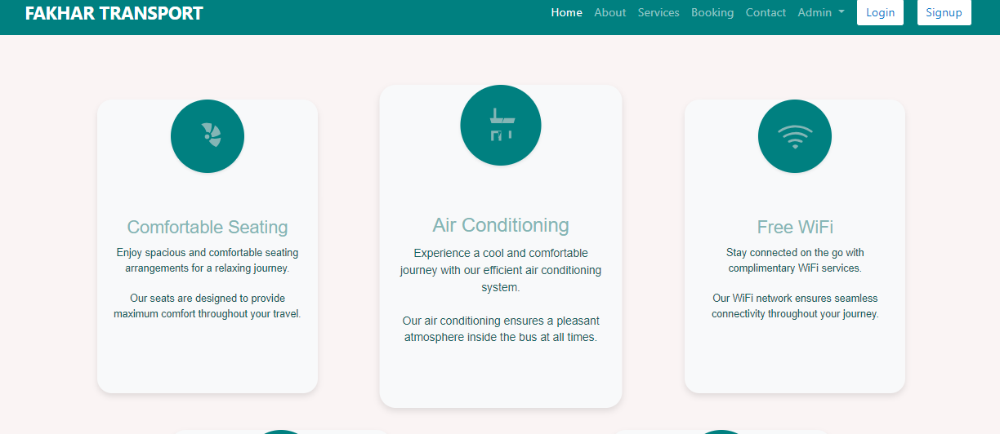 FAKHAR TRANSPORT
Home About Services Booking Contact Admin Login Signup
Comfortable Seating
Enjoy spacious and comfortable seating
arrangements for a relaxing journey.
Our seats are designed to provide
maximum comfort throughout your travel.
Air Conditioning
Experience a cool and comfortable
journey with our efficient air conditioning
system.
Our air conditioning ensures a pleasant
atmosphere inside the bus at all times.
Free WiFi
Stay connected on the go with
complimentary WiFi services.
Our WiFi network ensures seamless
connectivity throughout your journey.